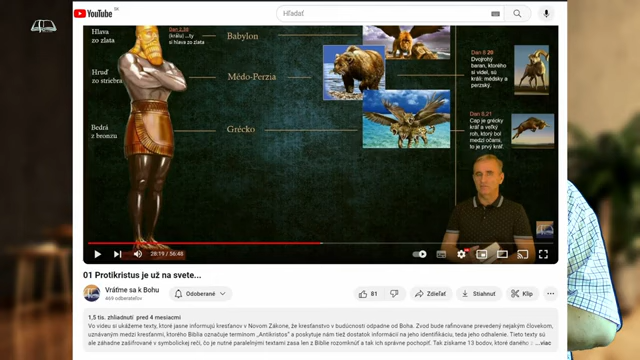 YouTube SK
Hľadať
Hlava
zo zlata
(kráľu) ...ty
si hlava zo zlata
Babylon
Hruď
zo striebra
Médo-Perzia
Dan 8 20
Dvojrohý
baran, ktorého
si videl, sú
králi: médsky a
perzský.
Bedrá
z bronzu
Grécko
Dan 8,21
Cap je grécky
kráľ a veľký
roh, ktorý bol
medzi očami,
to je prvý kráľ.
28:19 / 56:48
01 Protikristus je už na svete...
Vráťme sa k Bohu
odberateľov
Odoberané
81
Zdieľať
Stiahnuť
Klip
1,5 tis. zhliadnutí pred 4 mesiacmi
Vo videu si ukážeme texty, ktoré jasne informujú kresťanov v Novom Zákone, že kresťanstvo v budúcnosti odpadne od Boha. Zvod bude rafinovane prevedený nejakým človekom,
uznávaným medzi kresťanmi, ktorého Biblia označuje termínom „Antikristos" a poskytuje nám tiež dostatok informácií na jeho identifikáciu, teda jeho odhalenie. Tieto texty sú
ale záhadne zašifrované v symbolickej reči, čo je nutné paralelnými textami zasa len z Biblie rozomknúť a tak ich správne pochopiť. Tak získame 13 bodov, ktoré daného ...viac